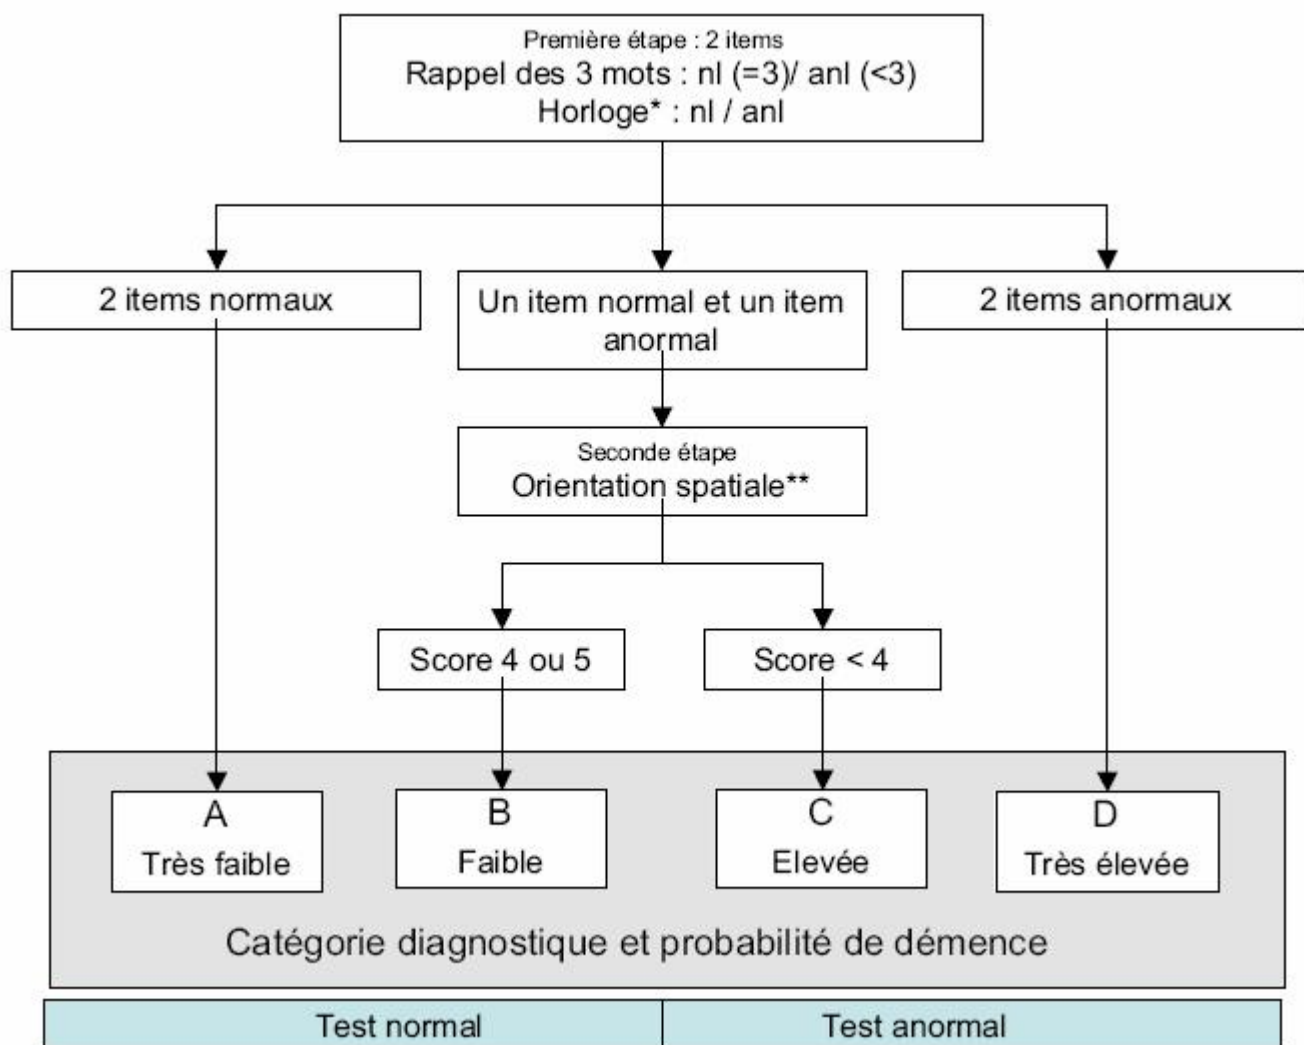 Première étape : 2 items
Rappel des 3 mots : nl (=3)/ anl (<3)
Horloge* : nl / anl
2 items normaux
Un item normal et un item
anormal
2 items anormaux
Seconde étape
Orientation spatiale**
Score 4 ou 5
Score < 4
A
Très faible
B
Faible
C
Elevée
D
Très élevée
Catégorie diagnostique et probabilité de démence
Test normal
Test anormal